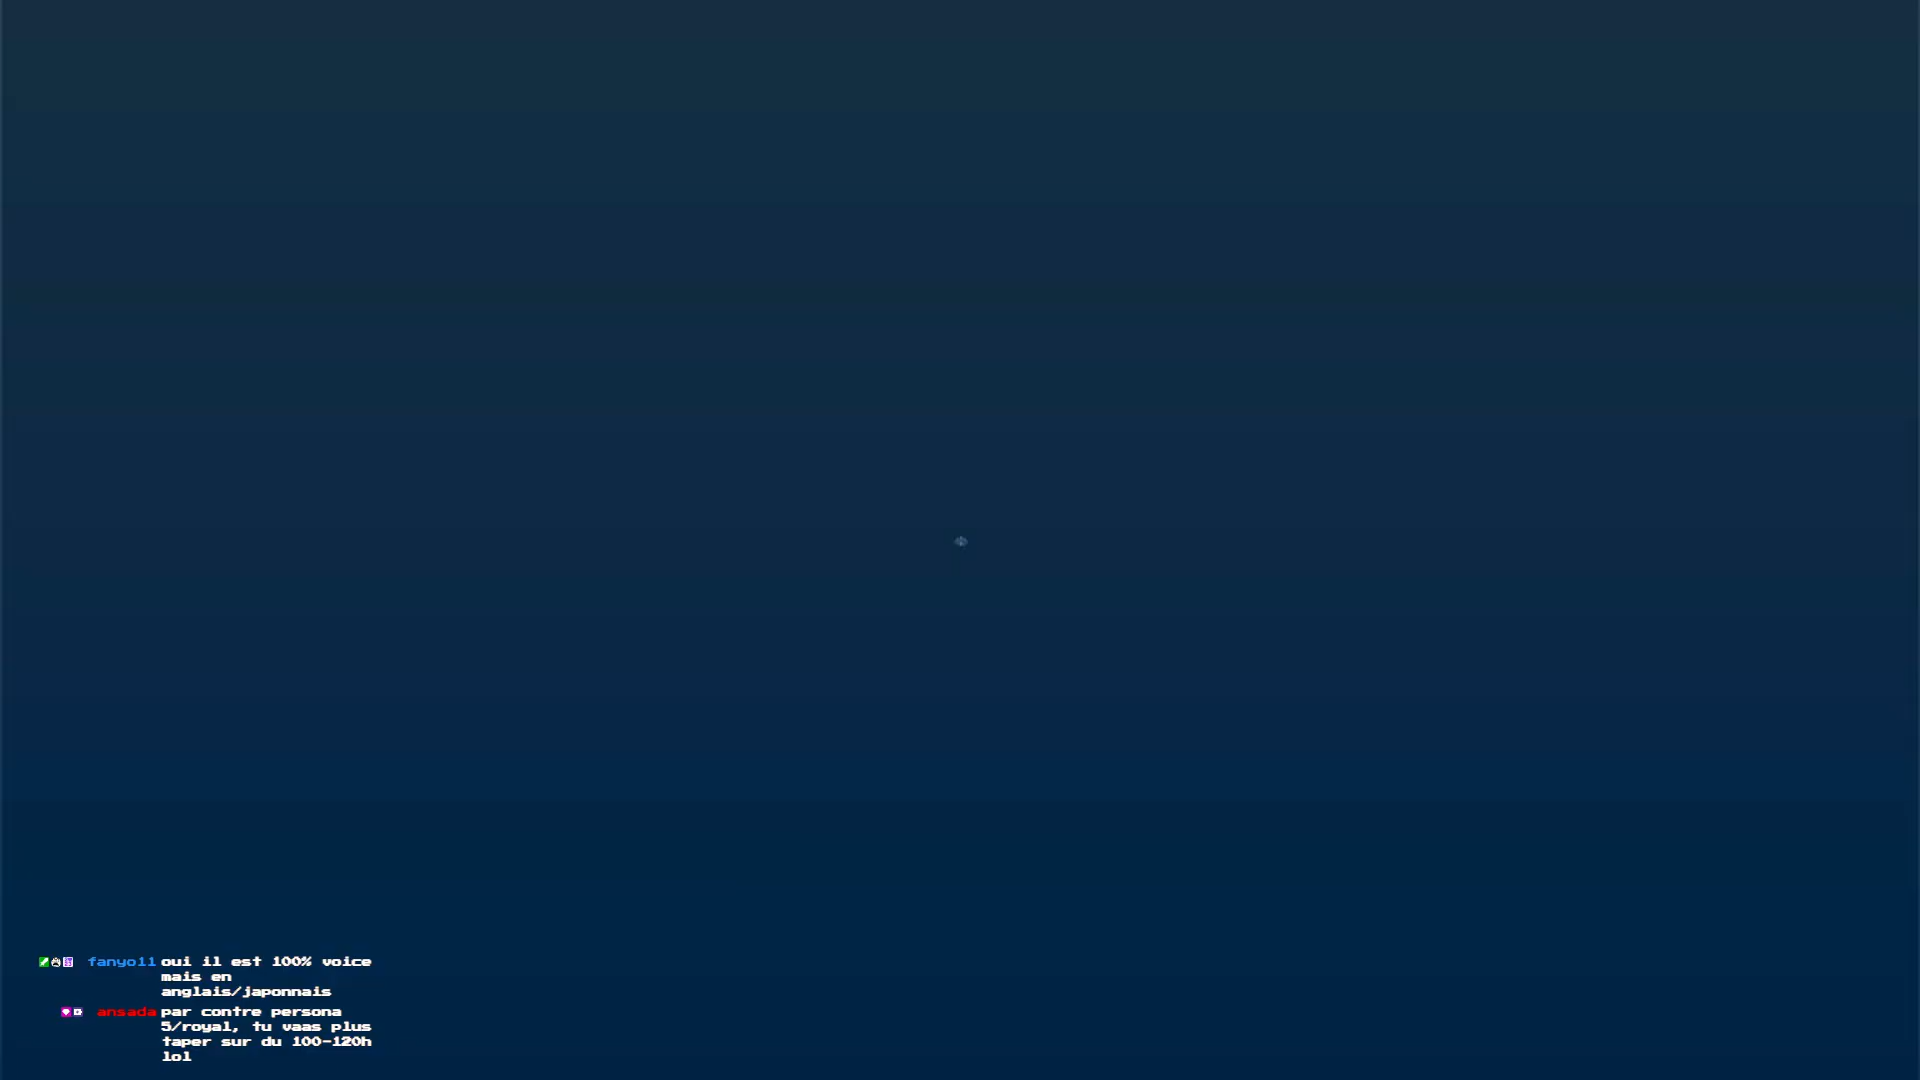 fanyo11 oui il est 100% voice
mais en
anglais/japonnais
ansada par contre persona
5/royal, tu vaas plus
taper sur du 100-120h
lol